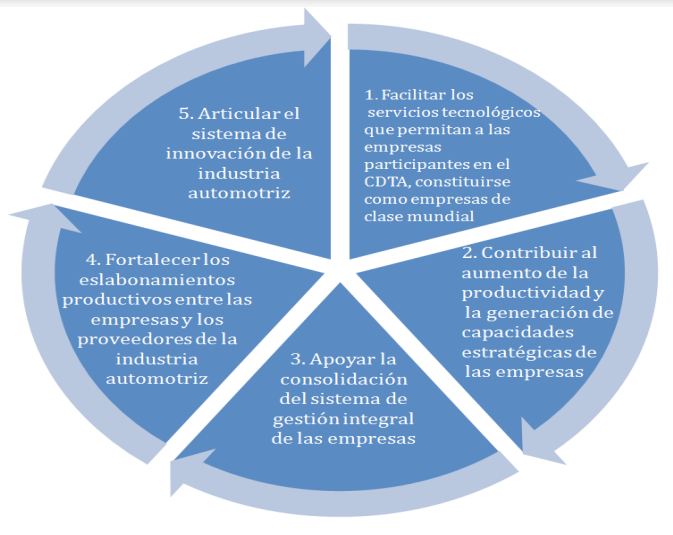 1. Facilitar los
servicios tecnológicos
que permitan a las
empresas
participantes en el
CDTA, constituirse
como empresas de
clase mundial
2. Contribuir al
aumento de la
productividad y
la generación de
capacidades
estratégicas de
las empresas
3. Apoyar la
consolidación
del sistema de
gestión integral
de las empresas
4. Fortalecer los
eslabonamientos
productivos entre las
empresas y los
proveedores de la
industria
automotriz
5. Articular el
sistema de
innovación de la
industria
automotriz